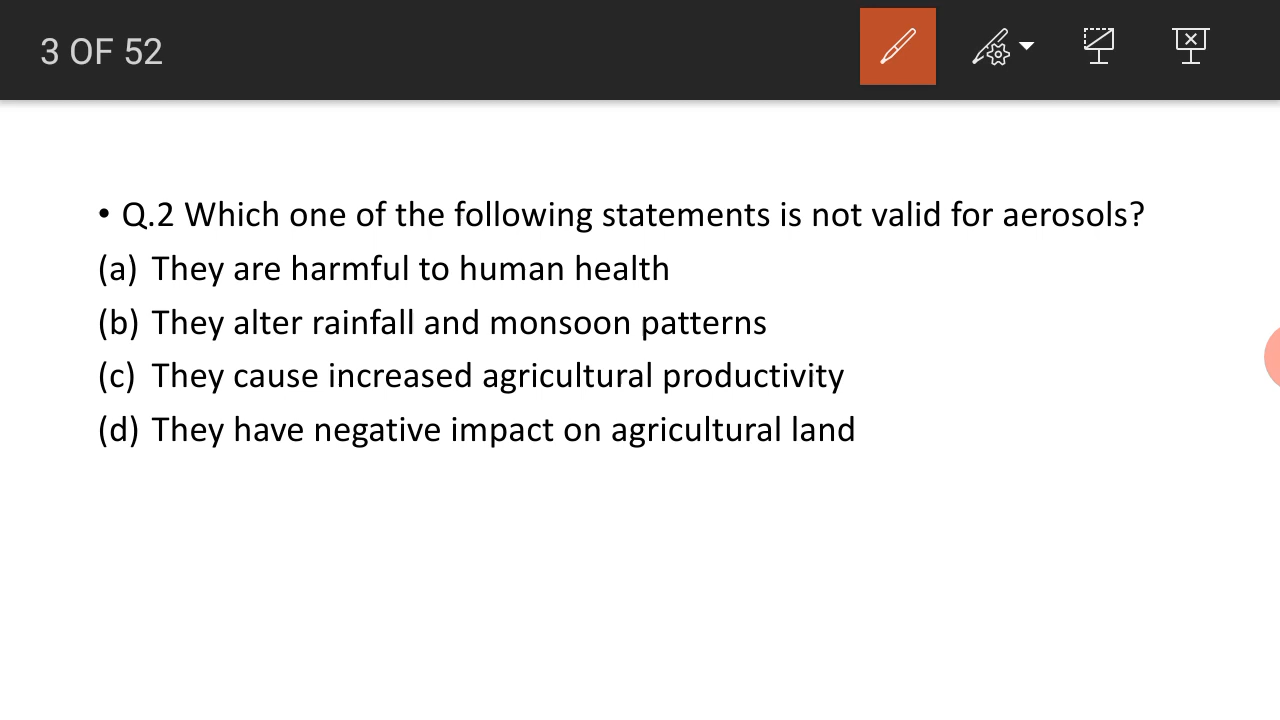 3 OF 52
• Q.2 Which one of the following statements is not valid for aerosols?
(a) They are harmful to human health
(b) They alter rainfall and monsoon patterns
(c) They cause increased agricultural productivity
(d) They have negative impact on agricultural land